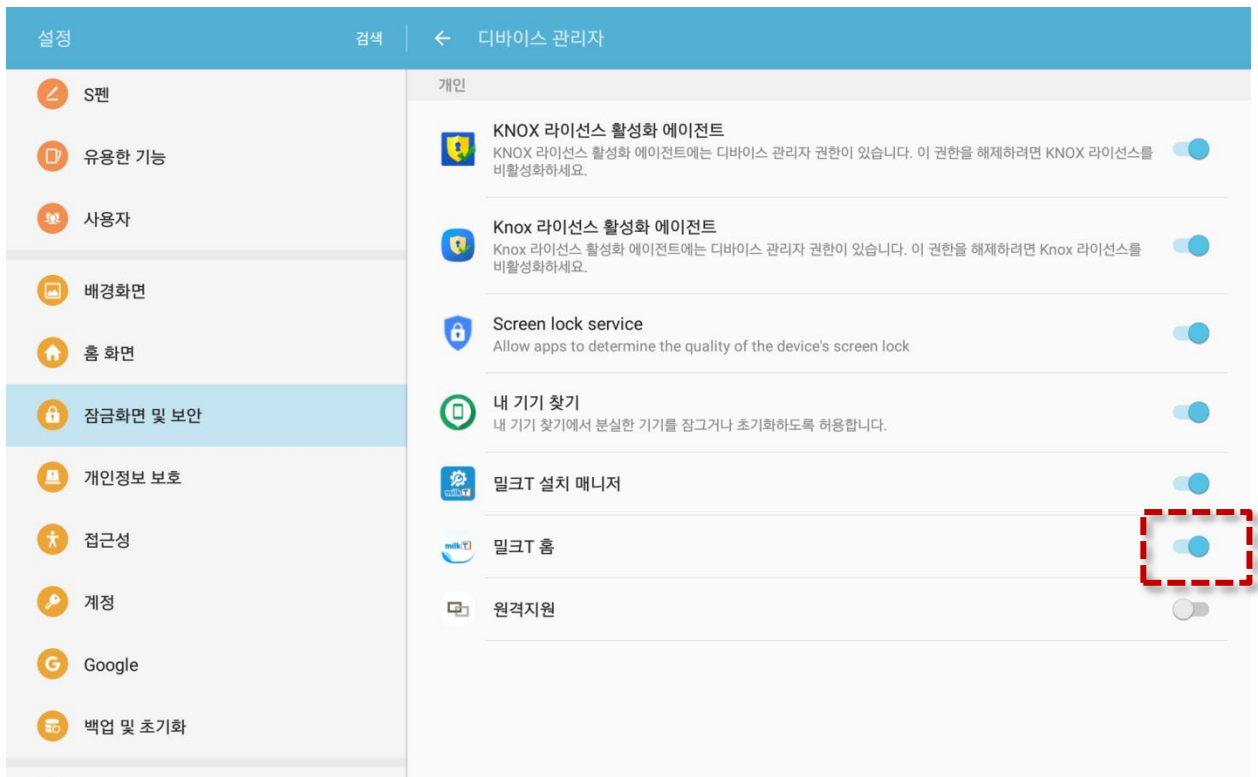 설정
검색
디바이스 관리자
S펜
유용한 기능
사용자
배경화면
홈 화면
잠금화면 및 보안
개인정보 보호
접근성
계정
Google
백업 및 초기화
개인
KNOX 라이선스 활성화 에이전트
KNOX 라이선스 활성화 에이전트에는 디바이스 관리자 권한이 있습니다. 이 권한을 해제하려면 KNOX 라이선스를
비활성화하세요.
Knox 라이선스 활성화 에이전트
Knox 라이선스 활성화 에이전트에는 디바이스 관리자 권한이 있습니다. 이 권한을 해제하려면 Knox 라이선스를
비활성화하세요.
Screen lock service
Allow apps to determine the quality of the device's screen lock
내 기기 찾기
내 기기 찾기에서 분실한 기기를 잠그거나 초기화하도록 허용합니다.
milk T
밀크T 설치 매니저
milk T
밀크T 홈
원격지원